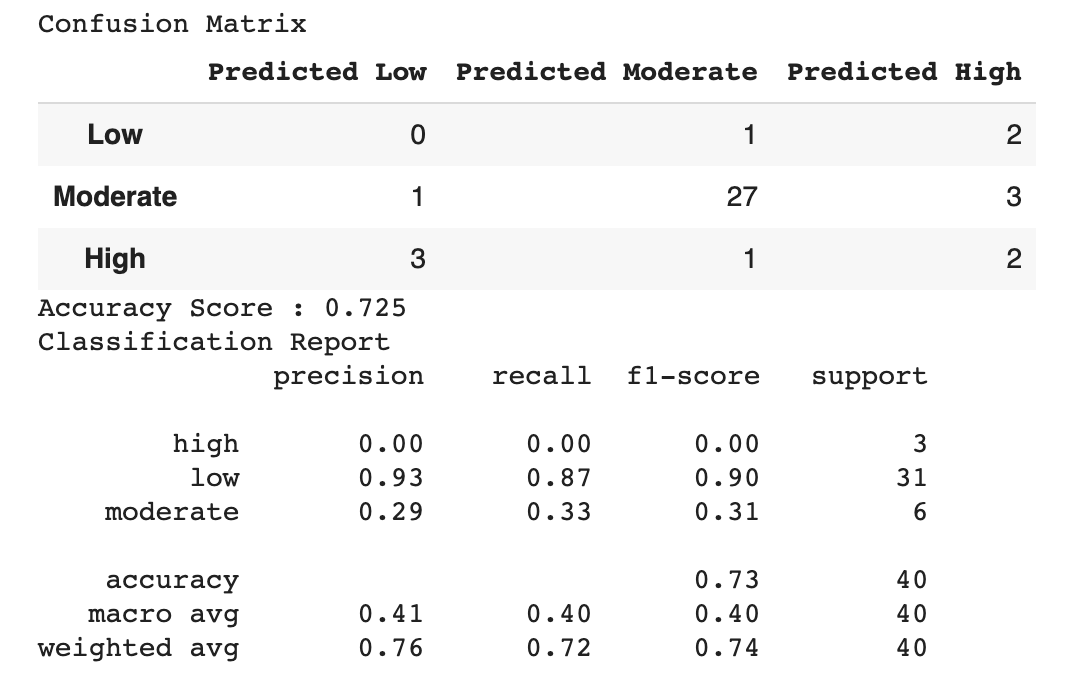 Confusion Matrix
Predicted Low Predicted Moderate Predicted High
Low 0 1 2
Moderate 1 27 3
High 3 1 2
Accuracy Score : 0.725
Classification Report
precision recall f1-score support
high 0.00 0.00 0.00 3
low 0.93 0.87 0.90 31
moderate 0.29 0.33 0.31 6
accuracy 0.73 40
macro avg 0.41 0.40 0.40 40
weighted avg 0.76 0.72 0.74 40